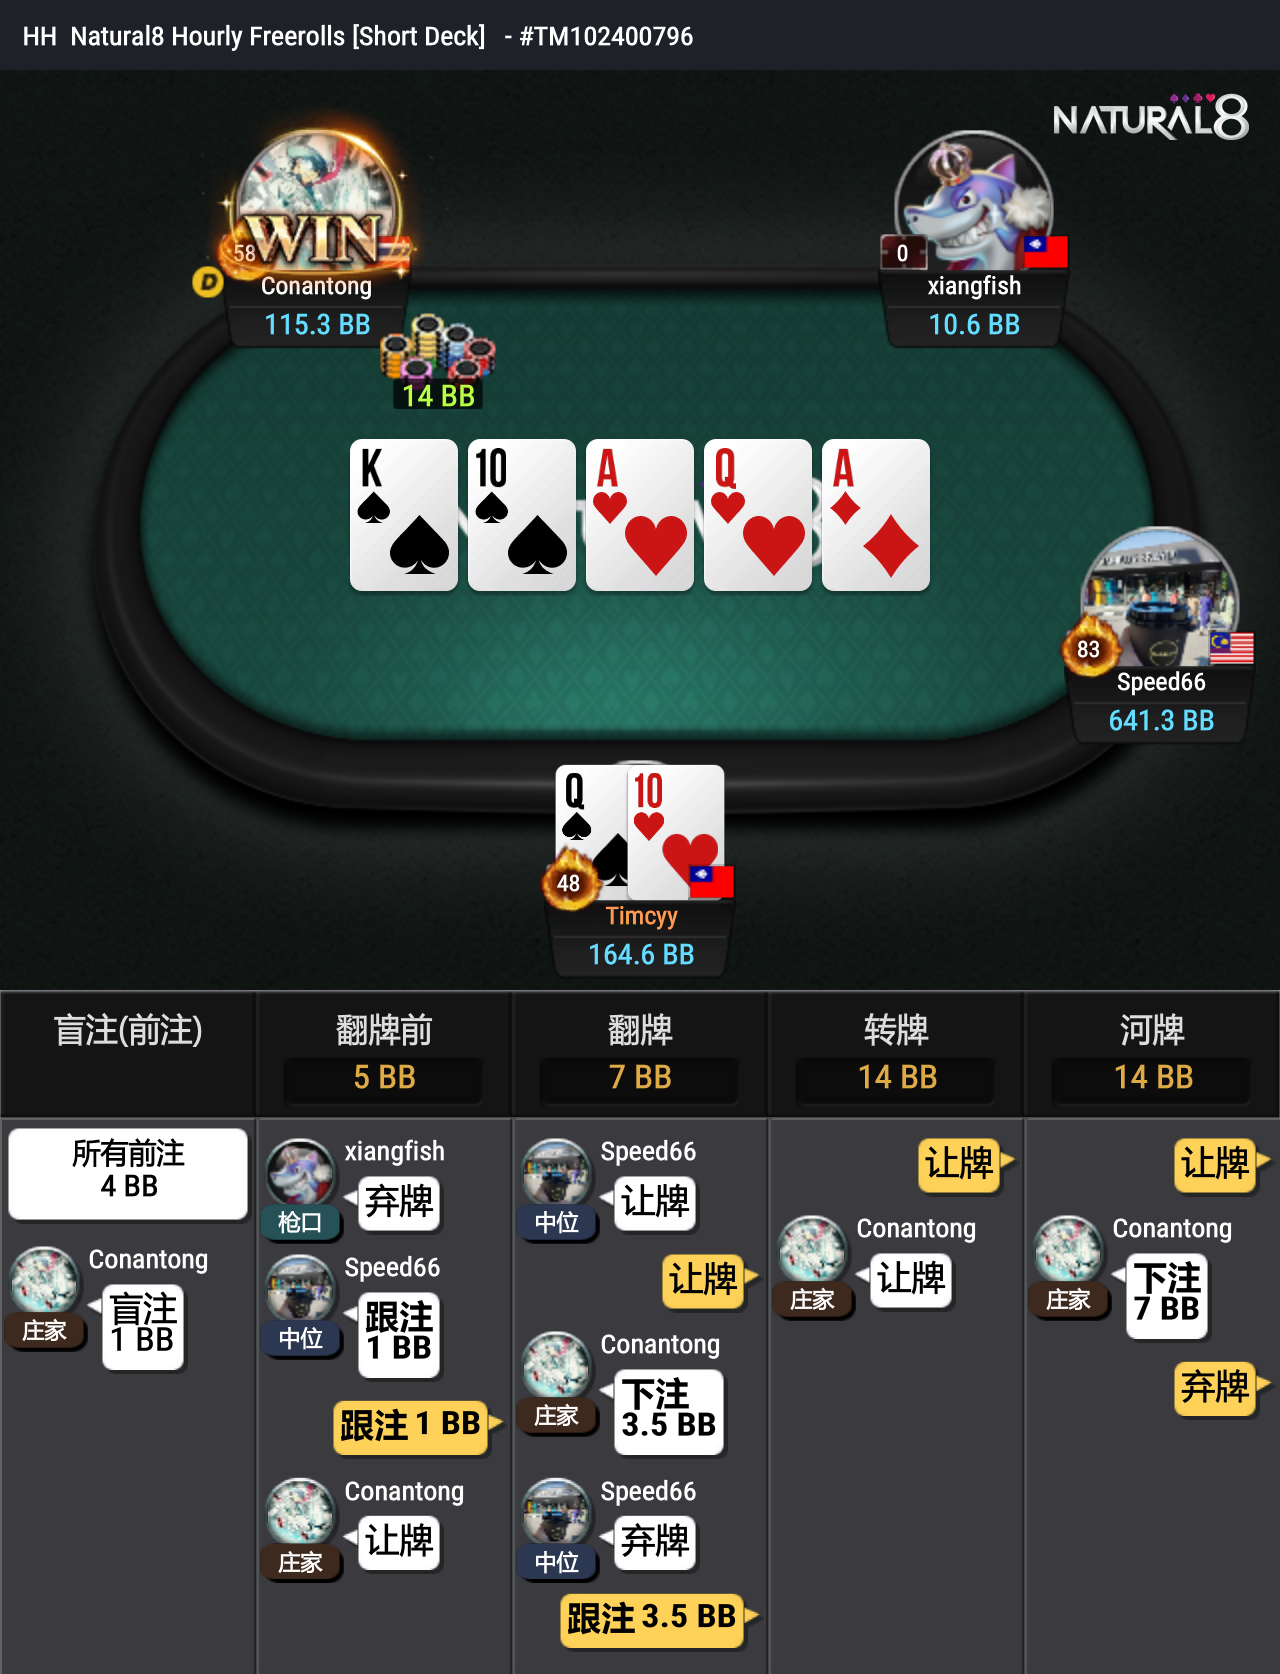 HH Natural8 Hourly Freerolls [Short Deck] - #TM102400796
NATURAL8
WIN
58
D
Conantong
115.3 BB
0
xiangfish
10.6 BB
14 BB
K
10
A
Q
A
83
Speed66
641.3 BB
Q
10
48
Timcyy
164.6 BB
盲注(前注)
翻牌前
5 BB
翻牌
7 BB
转牌
14 BB
河牌
14 BB
所有前注
4 BB
Conantong
盲注
1 BB
庄家
xiangfish
弃牌
枪口
Speed66
跟注
1 BB
中位
跟注 1 BB
Conantong
让牌
庄家
Speed66
让牌
中位
让牌
Conantong
下注
3.5 BB
庄家
Speed66
弃牌
中位
跟注 3.5 BB
让牌
Conantong
让牌
庄家
让牌
Conantong
下注
7 BB
庄家
弃牌